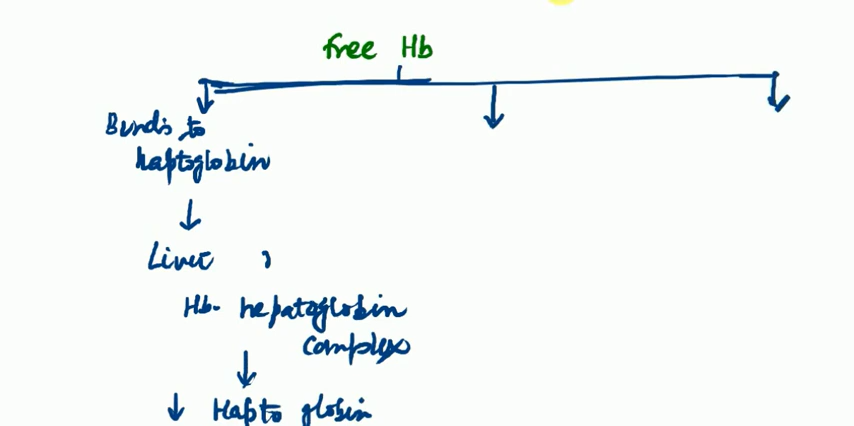 free Hb
Binds to
haptoglobin
↓
Liver
Hb- hepatoglobin
complex
↓
↓ Hapto globin